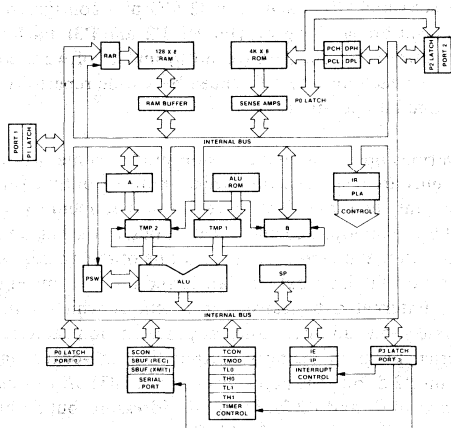 RAR
128 X 8
RAM
4K X 8
ROM
PCH DPH
PCL DPL
P2 LATCH
PORT 2
RAM BUFFER
SENSE AMPS
P0 LATCH
PORT 1
P1 LATCH
INTERNAL BUS
A
ALU
ROM
IR
PLA
CONTROL
TMP 2
TMP 1
B
PSW
ALU
SP
INTERNAL BUS
P0 LATCH
PORT 0
SCON
SBUF (REC)
SBUF (XMIT)
SERIAL
PORT
TCON
TMOD
TL0
TH0
TL1
TH1
TIMER
CONTROL
IE
IP
INTERRUPT
CONTROL
P3 LATCH
PORT 3